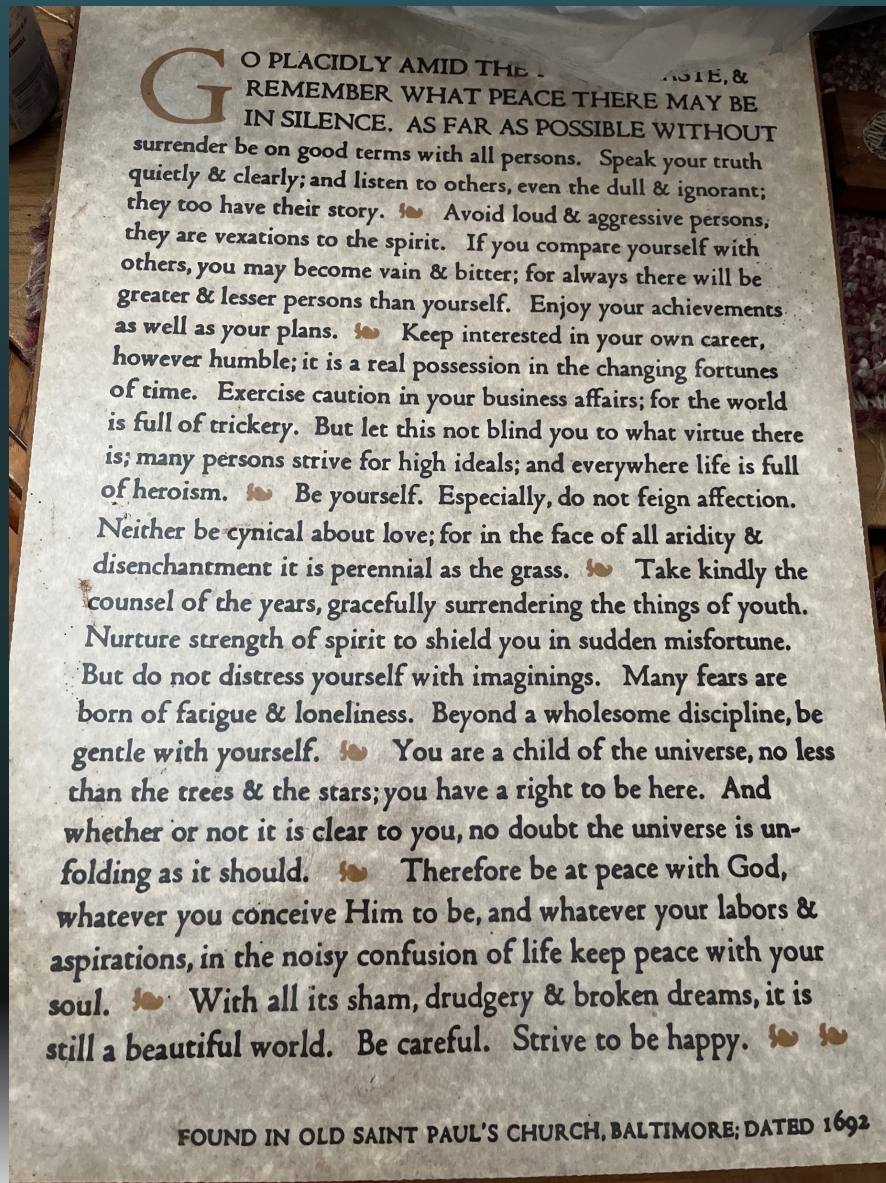 GO PLACIDLY AMID THE & 
REMEMBER WHAT PEACE THERE MAY BE
IN SILENCE. AS FAR AS POSSIBLE WITHOUT
surrender be on good terms with all persons. Speak your truth
quietly & clearly; and listen to others, even the dull & ignorant;
they too have their story. Avoid loud & aggressive persons,
they are vexations to the spirit. If you compare yourself with
others, you may become vain & bitter; for always there will be
greater & lesser persons than yourself. Enjoy your achievements
as well as your plans. Keep interested in your own career,
however humble; it is a real possession in the changing fortunes
of time. Exercise caution in your business affairs; for the world
is full of trickery. But let this not blind you to what virtue there
is; many persons strive for high ideals; and everywhere life is full
of heroism. Be yourself. Especially, do not feign affection.
Neither be cynical about love; for in the face of all aridity &
disenchantment it is perennial as the grass. Take kindly the
counsel of the years, gracefully surrendering the things of youth.
Nurture strength of spirit to shield you in sudden misfortune.
But do not distress yourself with imaginings. Many fears are
born of fatigue & loneliness. Beyond a wholesome discipline, be
gentle with yourself. You are a child of the universe, no less
than the trees & the stars; you have a right to be here. And
whether or not it is clear to you, no doubt the universe is un-
folding as it should. Therefore be at peace with God,
whatever you conceive Him to be, and whatever your labors &
aspirations, in the noisy confusion of life keep peace with your
soul. With all its sham, drudgery & broken dreams, it is
still a beautiful world. Be careful. Strive to be happy.
FOUND IN OLD SAINT PAUL'S CHURCH, BALTIMORE; DATED 1692